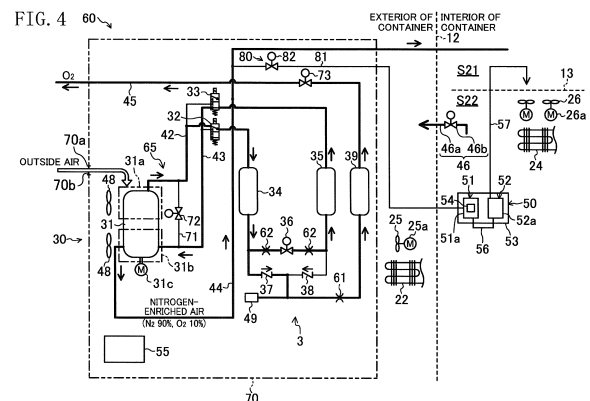 FIG. 4
60
EXTERIOR OF
CONTAINER
INTERIOR OF
CONTAINER
12
80
82
81
73
S21
13
O2
45
33
32
42
43
S22
57
26
26a
M
M
46a
46b
46
24
70a
OUTSIDE AIR
70b
65
31a
48
31
72
71
30
48
31b
M
31c
34
35
39
36
62
62
37
38
61
49
44
NITROGEN-
ENRICHED AIR
(N2 90%, O2 10%)
3
55
70
25
25a
M
22
51
52
54
50
51a
52a
53
56